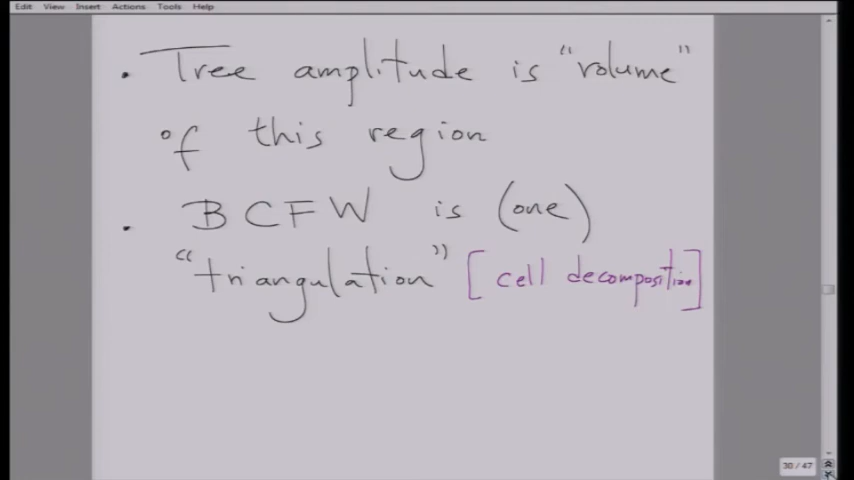 Edit View Insert Actions Tools Help
• Tree amplitude is "volume"
of this region
• BCFW is (one)
"triangulation" [cell decomposition]
30 / 47